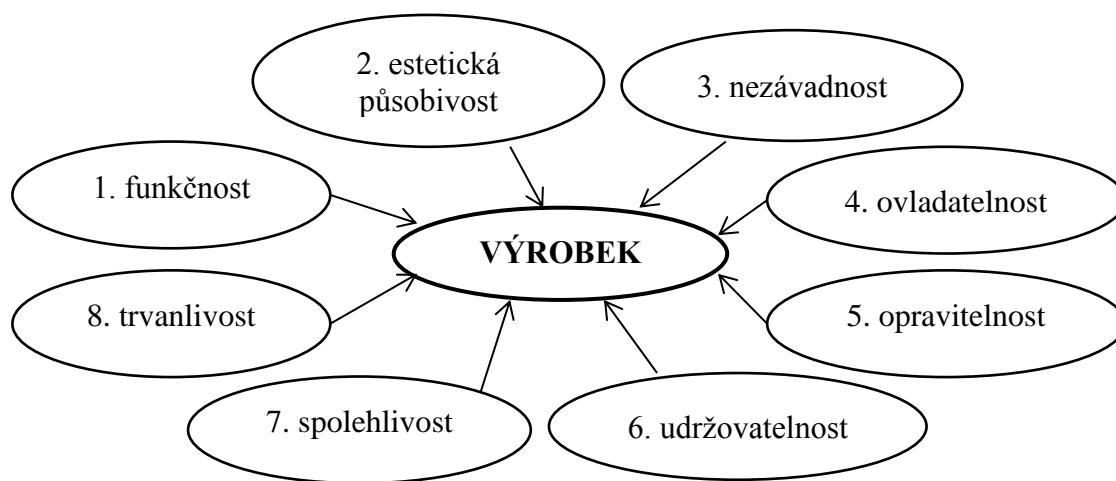 1. funkčnost
2. estetická
působivost
3. nezávadnost
4. ovladatelnost
5. opravitelnost
6. udržovatelnost
7. spolehlivost
8. trvanlivost
VÝROBEK